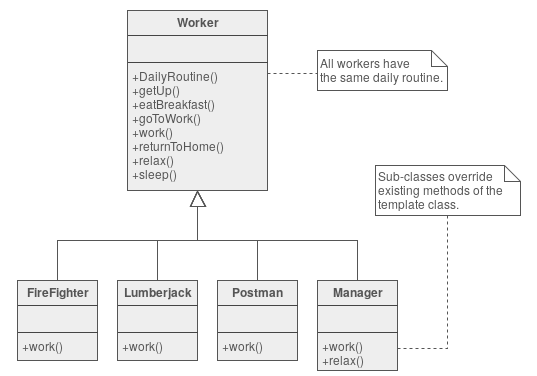 Worker
+DailyRoutine()
+getUp()
+eatBreakfast()
+goToWork()
+work()
+returnToHome()
+relax()
+sleep()
All workers have
the same daily routine.
Sub-classes override
existing methods of the
template class.
FireFighter
+work()
Lumberjack
+work()
Postman
+work()
Manager
+work()
+relax()